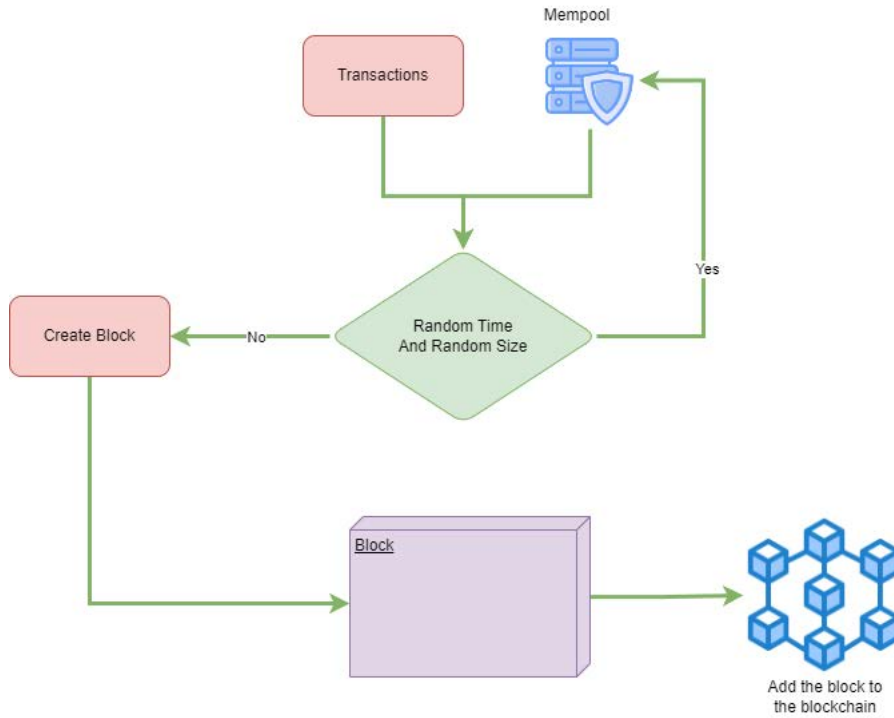 Mempool
Transactions
Yes
Random Time
And Random Size
No
Create Block
Block
Add the block to
the blockchain